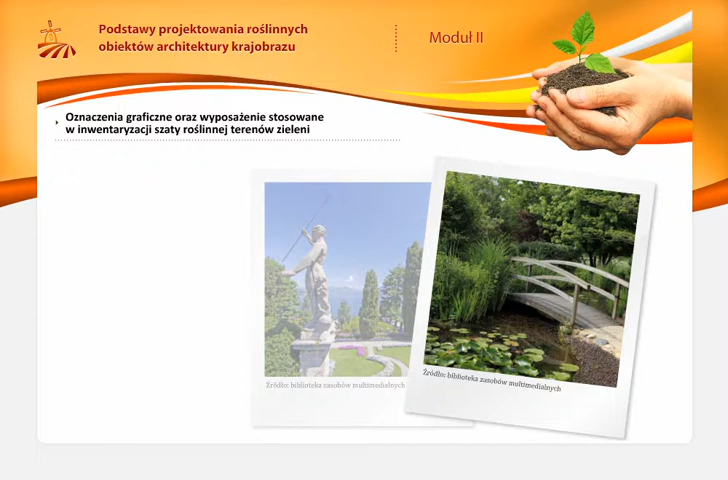 Podstawy projektowania roślinnych
obiektów architektury krajobrazu
Moduł II
Oznaczenia graficzne oraz wyposażenie stosowane
w inwentaryzacji szaty roślinnej terenów zieleni
Źródło: biblioteka zasobów multimedialnych
Źródło: biblioteka zasobów multimedialnych